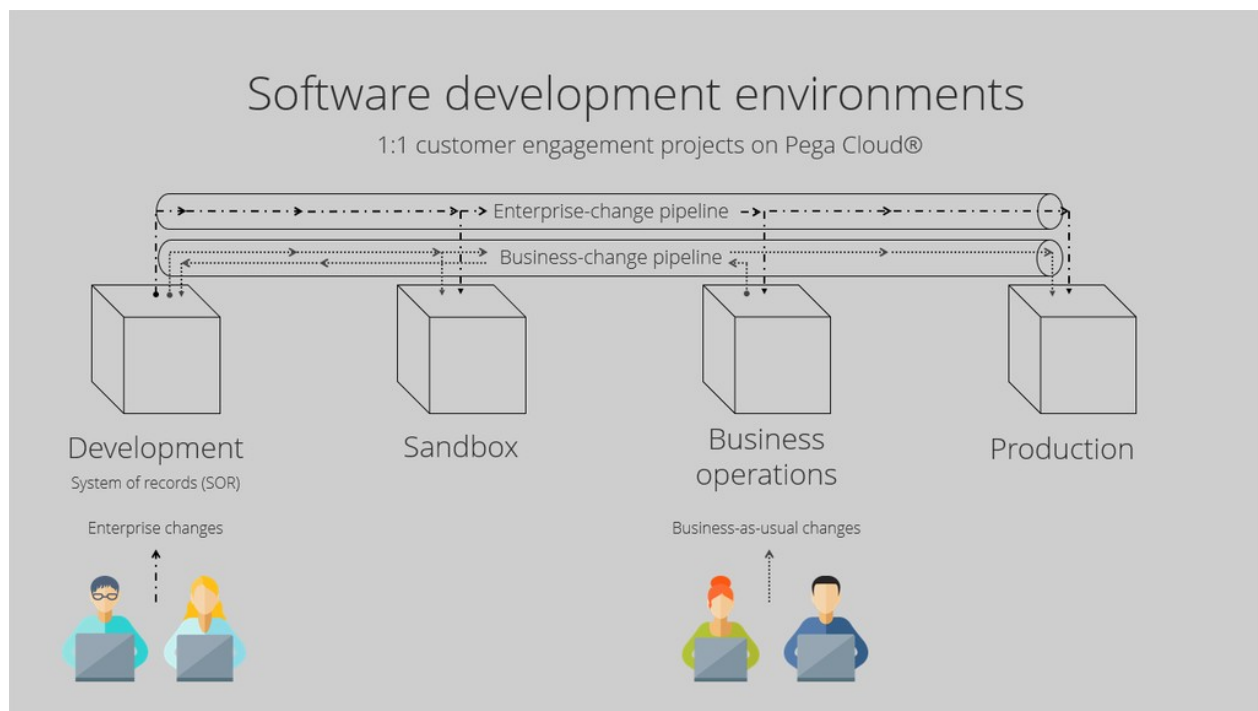 Software development environments
1:1 customer engagement projects on Pega Cloud®
Enterprise-change pipeline
Business-change pipeline
Development
System of records (SOR)
Sandbox
Business
operations
Production
Enterprise changes
Business-as-usual changes